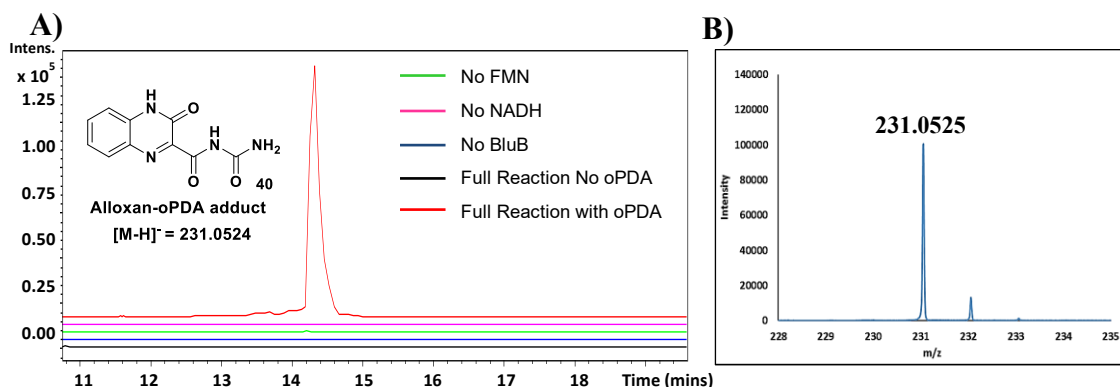 A)
Intens.
x 10⁵
1.25
1.00
0.75
0.50
0.25
0.00
H
N
O
N
H
N
O
O
NH₂
40
Alloxan-oPDA adduct
[M-H]⁻ = 231.0524
No FMN
No NADH
No BluB
Full Reaction No oPDA
Full Reaction with oPDA
11 12 13 14 15 16 17 18 Time (mins)
B)
140000
120000
100000
80000
60000
40000
20000
0
Intensity
231.0525
228 229 230 231 232 233 234 235
m/z